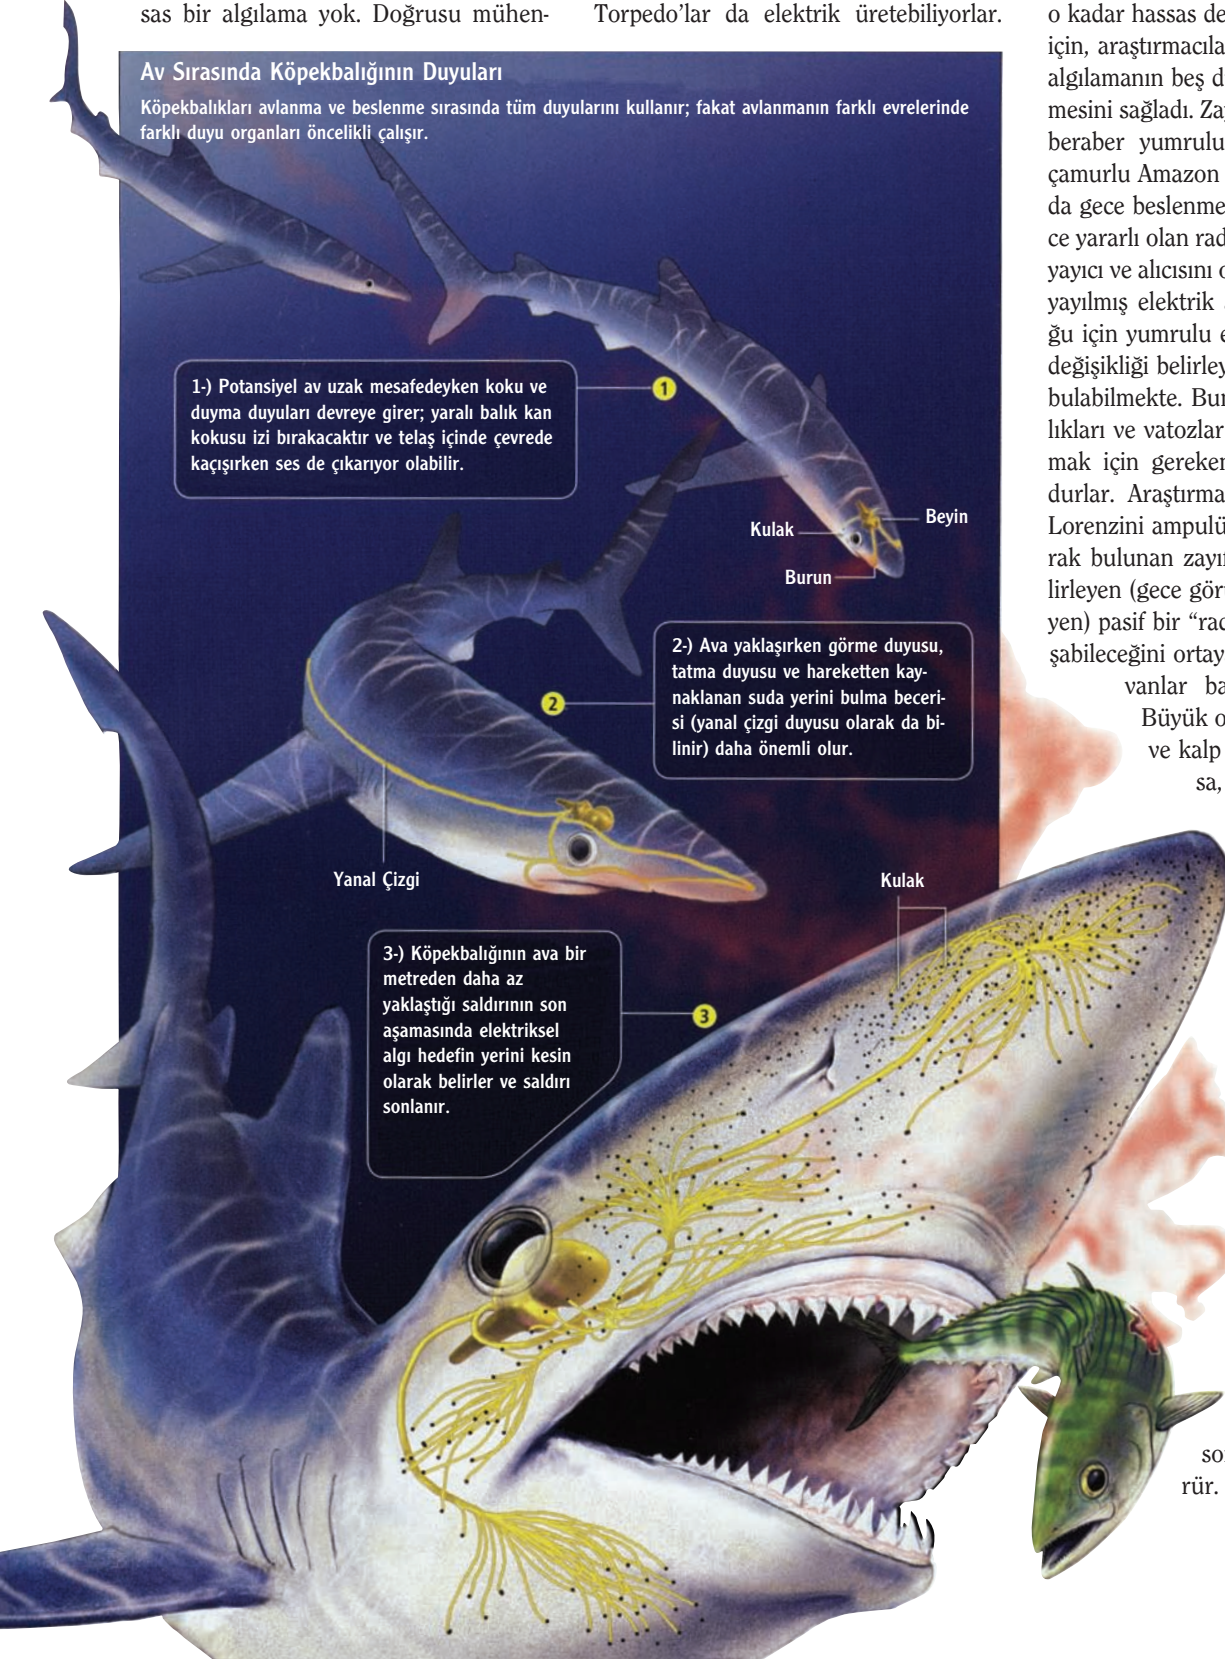 sas bir algılama yok. Doğrusu mühen-
Torpedo'lar da elektrik üretebiliyorlar.
Av Sırasında Köpekbalığının Duyuları
Köpekbalıkları avlanma ve beslenme sırasında tüm duyularını kullanır; fakat avlanmanın farklı evrelerinde
farklı duyu organları öncelikli çalışır.
1-) Potansiyel av uzak mesafedeyken koku ve
duyma duyuları devreye girer; yaralı balık kan
kokusu izi bırakacaktır ve telaş içinde çevrede
kaçışırken ses de çıkarıyor olabilir.
1
Beyin
Kulak
Burun
2-) Ava yaklaşırken görme duyusu,
tatma duyusu ve hareketten kay-
naklanan suda yerini bulma beceri-
si (yanal çizgi duyusu olarak da bi-
linir) daha önemli olur.
2
Yanal Çizgi
Kulak
3-) Köpekbalığının ava bir
metreden daha az
yaklaştığı saldırının son
aşamasında elektriksel
algı hedefin yerini kesin
olarak belirler ve saldırı
sonlanır.
3
o kadar hassas de
için, araştırmacıla
algılamanın beş d
mesini sağladı. Za
beraber yumrulu
çamurlu Amazon
da gece beslenme
ce yararlı olan rad
yayıcı ve alıcısını
yayılmış elektrik
ğu için yumrulu e
değişikliği belirley
bulabilmekte. Bur
lıkları ve vatozlar
mak için gereken
durlar. Araştırma
Lorenzini ampulü
rak bulunan zayıf
lirleyen (gece gör
yen) pasif bir "rad
şabileceğini ortay
vanlar ba
Büyük o
ve kalp
sa,
so
rür.